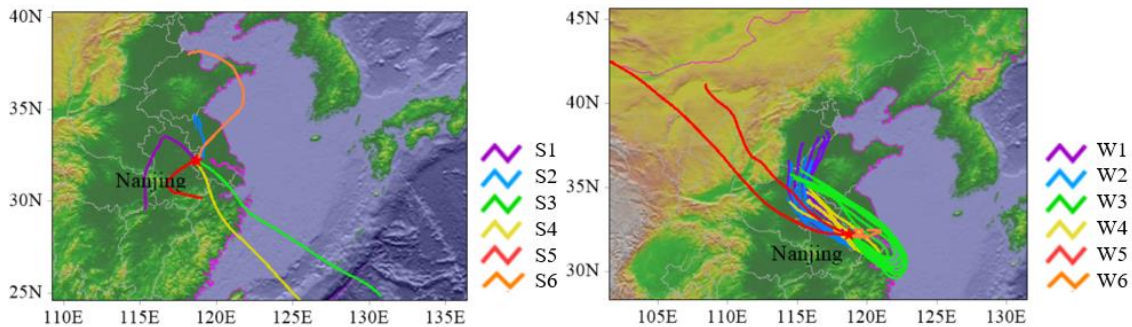 40N
35N
30N
25N
110E 115E 120E 125E 130E 135E
Nanjing
S1
S2
S3
S4
S5
S6
45N
40N
35N
30N
105E 110E 115E 120E 125E 130E
Nanjing
W1
W2
W3
W4
W5
W6